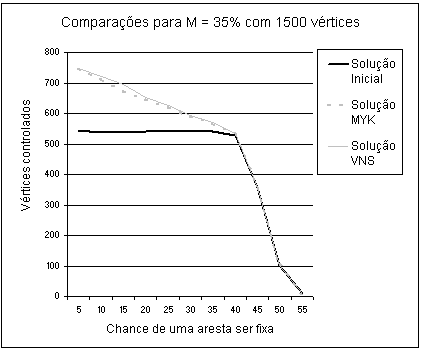 Comparações para M = 35% com 1500 vértices
Vértices controlados
800
700
600
500
400
300
200
100
0
5 10 15 20 25 30 35 40 45 50 55
Chance de uma aresta ser fixa
Solução
Inicial
Solução
MYK
Solução
VNS